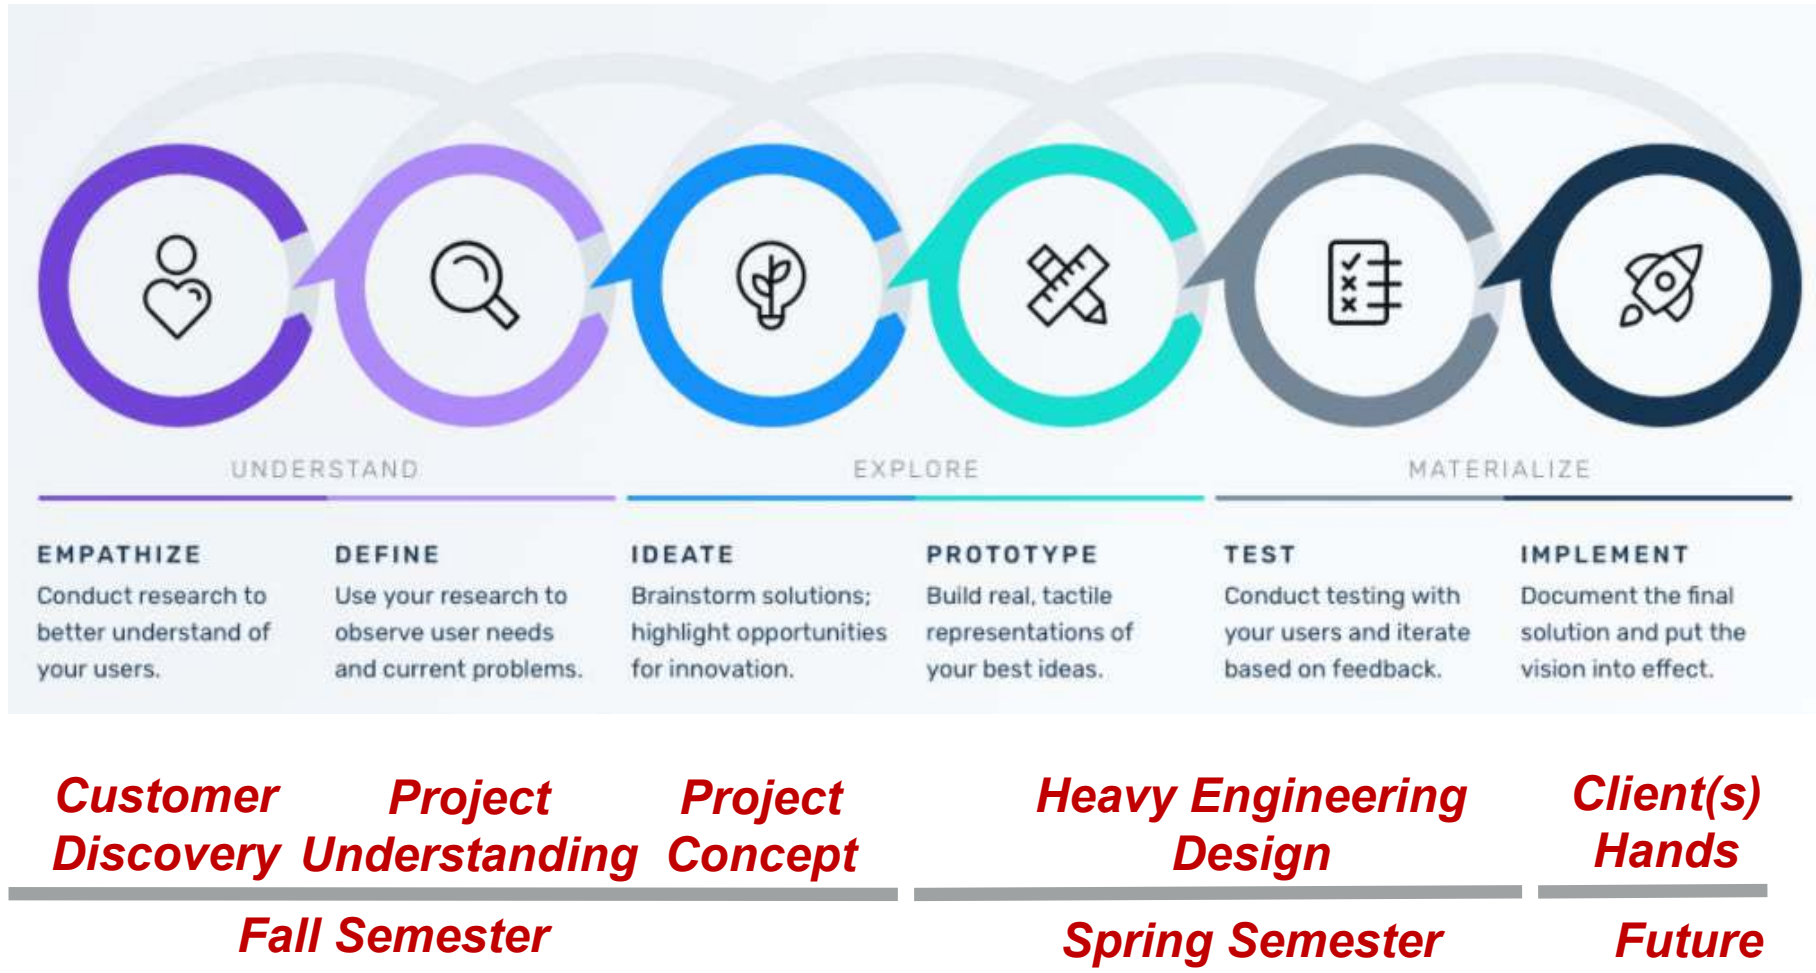 UNDERSTAND
EXPLORE
MATERIALIZE
EMPATHIZE
Conduct research to
better understand of
your users.
DEFINE
Use your research to
observe user needs
and current problems.
IDEATE
Brainstorm solutions;
highlight opportunities
for innovation.
PROTOTYPE
Build real, tactile
representations of
your best ideas.
TEST
Conduct testing with
your users and iterate
based on feedback.
IMPLEMENT
Document the final
solution and put the
vision into effect.
Customer
Discovery
Project
Understanding
Project
Concept
Heavy Engineering
Design
Client(s)
Hands
Fall Semester
Spring Semester
Future